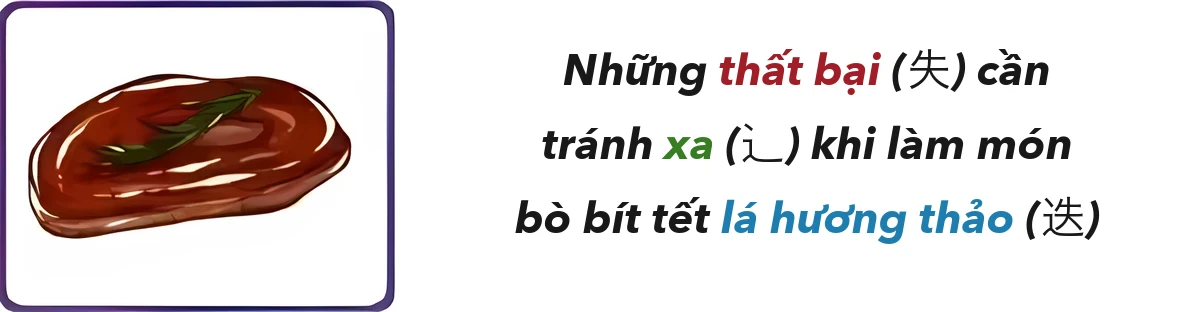 Những thất bại (失) cần
tránh xa (辶) khi làm món
bò bít tết lá hương thảo (迭)